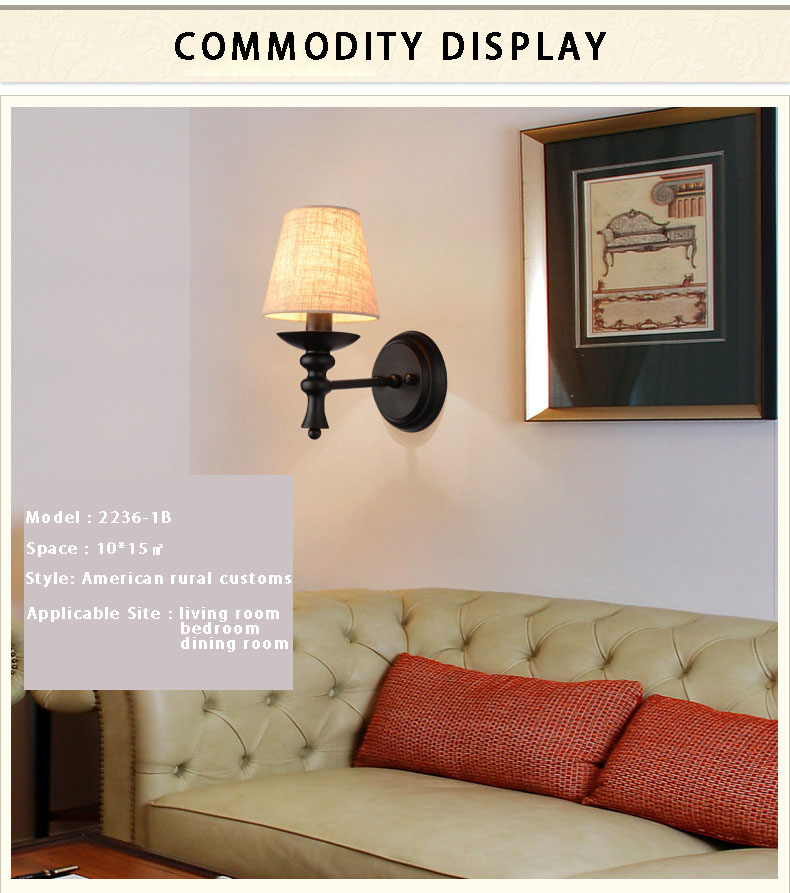 COMMODITY DISPLAY
Model : 2236-1B
Space : 10*15㎡
Style: American rural customs
Applicable Site : living room
bedroom
dining room